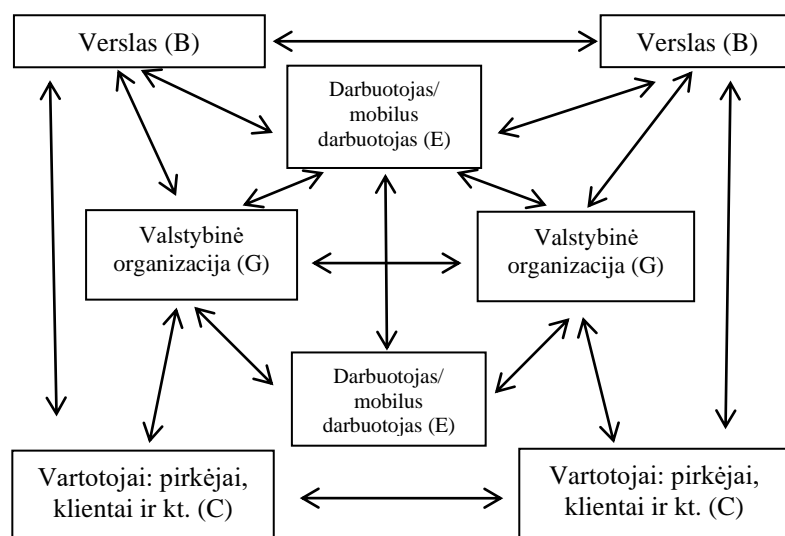 Verslas (B)
Verslas (B)
Darbuotojas/
mobilus
darbuotojas (E)
Valstybinė
organizacija (G)
Valstybinė
organizacija (G)
Darbuotojas/
mobilus
darbuotojas (E)
Vartotojai: pirkėjai,
klientai ir kt. (C)
Vartotojai: pirkėjai,
klientai ir kt. (C)